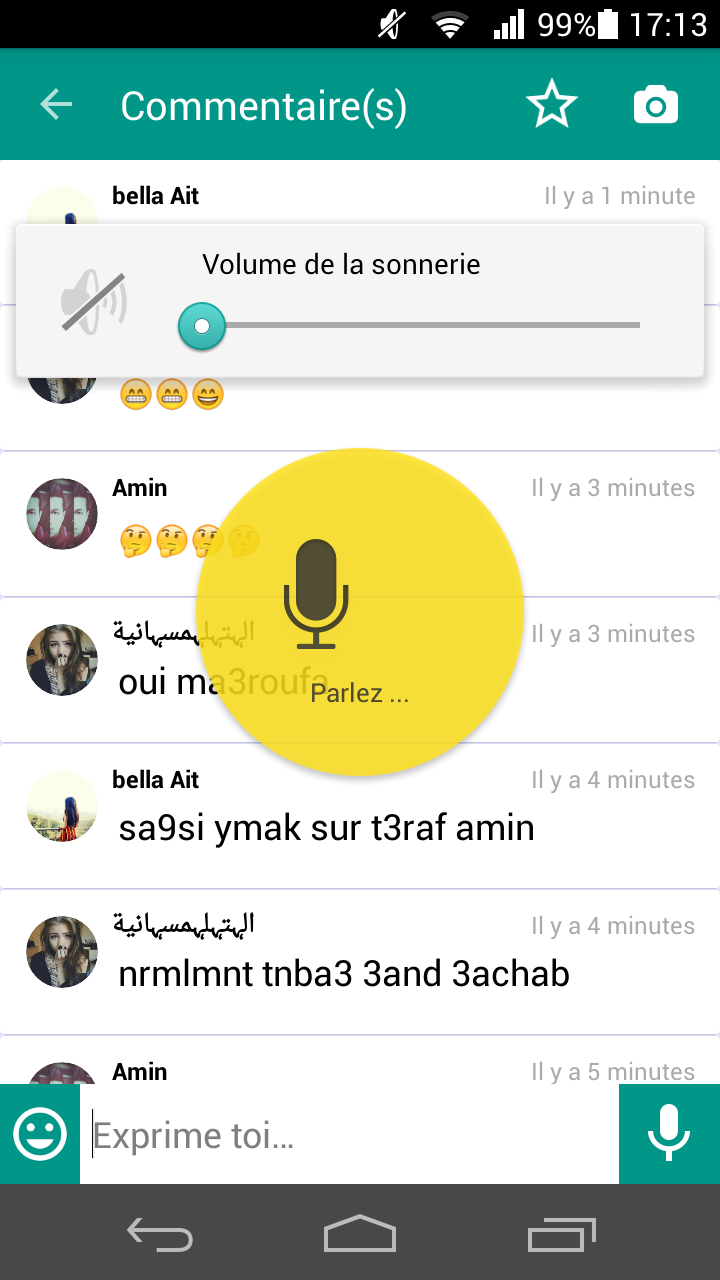 99% 17:13
Commentaire(s)
bella Ait Il y a 1 minute
Volume de la sonnerie
😁😁😄
Amin Il y a 3 minutes
🤔🤔🤔🤔
Il y a 3 minutes
oui ma3roufa
Parlez ...
bella Ait Il y a 4 minutes
sa9si ymak sur t3raf amin
Il y a 4 minutes
nrmlmnt tnba3 3and 3achab
Amin Il y a 5 minutes
Exprime toi...